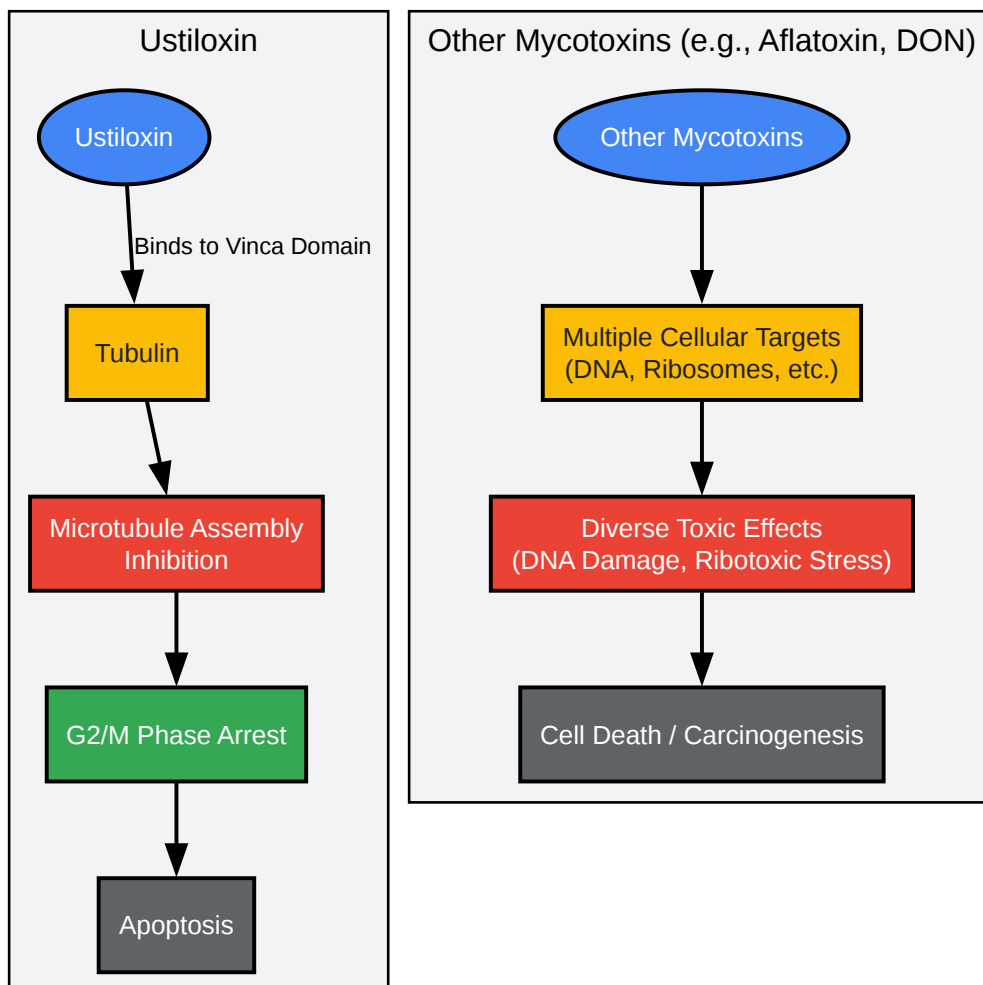 Ustiloxin
Ustiloxin
Binds to Vinca Domain
Tubulin
Microtubule Assembly
Inhibition
G2/M Phase Arrest
Apoptosis
Other Mycotoxins (e.g., Aflatoxin, DON)
Other Mycotoxins
Multiple Cellular Targets
(DNA, Ribosomes, etc.)
Diverse Toxic Effects
(DNA Damage, Ribotoxic Stress)
Cell Death / Carcinogenesis